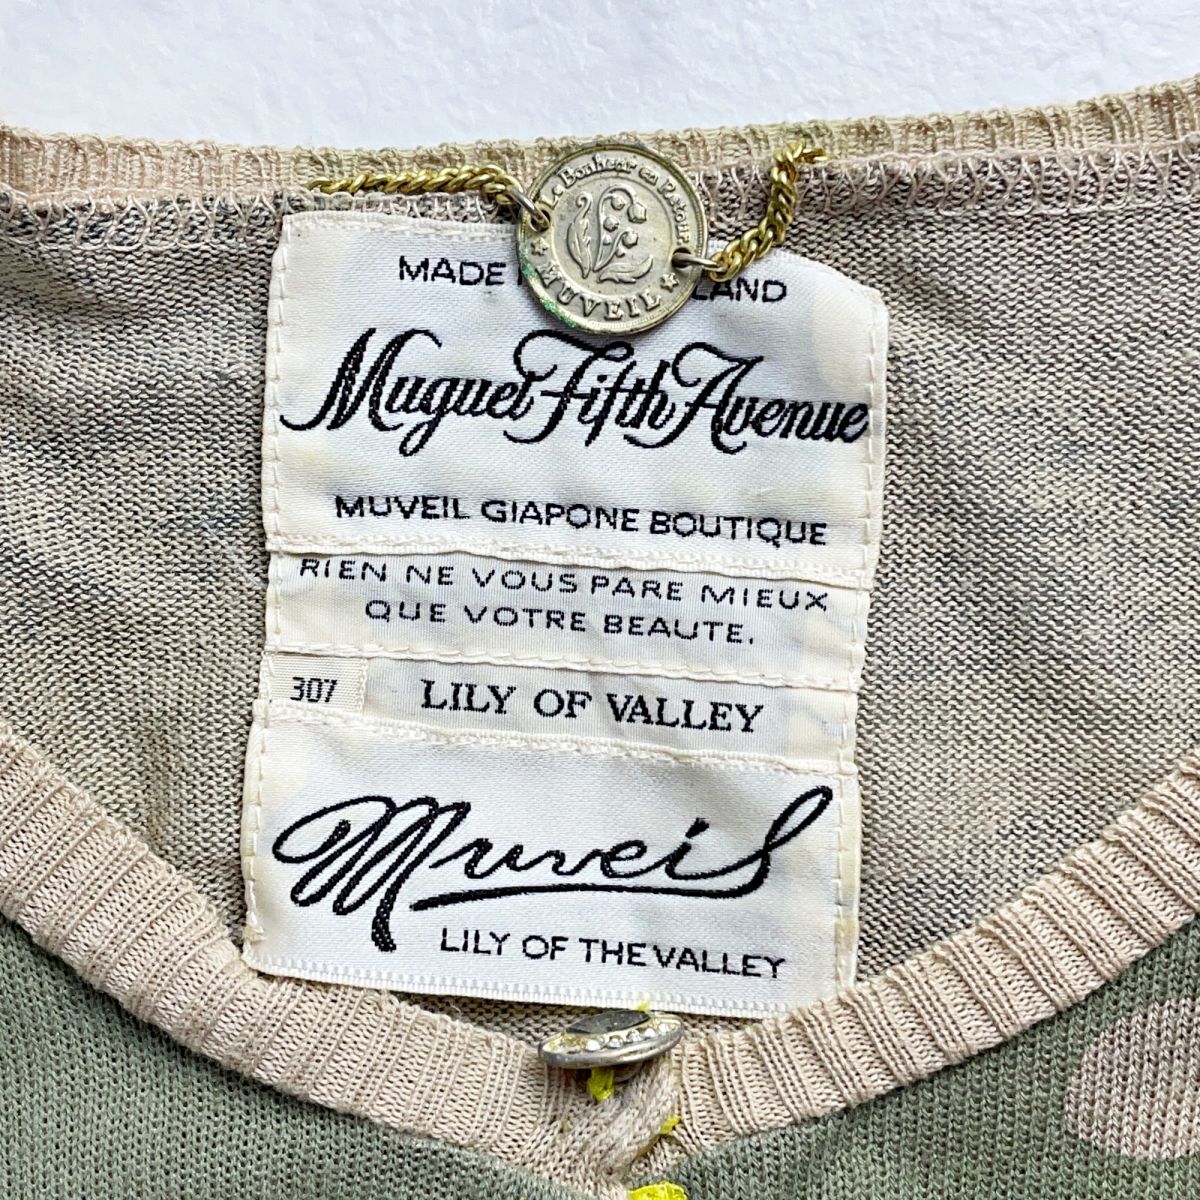 Le Bonheur en Retour
MUVEIL
MADE LAND
Muguet Fifth Avenue
MUVEIL GIAPONE BOUTIQUE
RIEN NE VOUS PARE MIEUX
QUE VOTRE BEAUTE.
307
LILY OF VALLEY
Muveil
LILY OF THE VALLEY